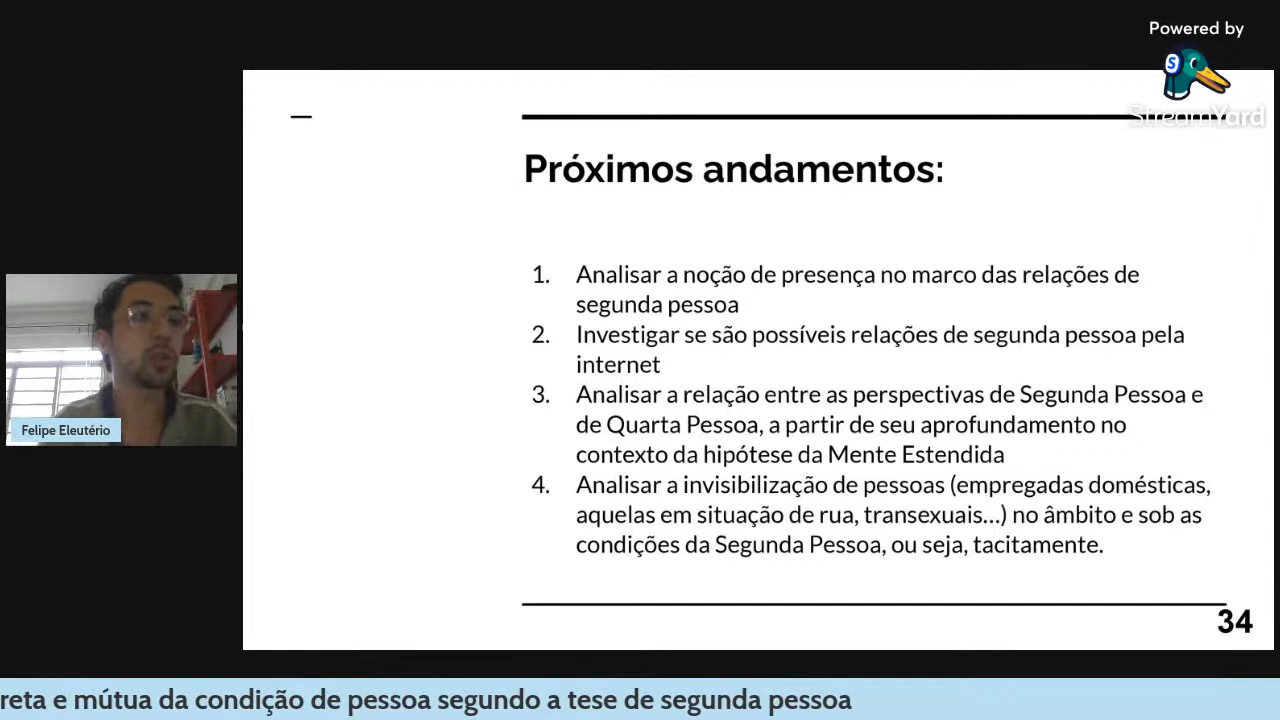 Powered by
StreamYard
Próximos andamentos:
1. Analisar a noção de presença no marco das relações de
segunda pessoa
2. Investigar se são possíveis relações de segunda pessoa pela
internet
3. Analisar a relação entre as perspectivas de Segunda Pessoa e
de Quarta Pessoa, a partir de seu aprofundamento no
contexto da hipótese da Mente Estendida
4. Analisar a invisibilização de pessoas (empregadas domésticas,
aquelas em situação de rua, transexuais...) no âmbito e sob as
condições da Segunda Pessoa, ou seja, tacitamente.
Felipe Eleutério
34
reta e mútua da condição de pessoa segundo a tese de segunda pessoa